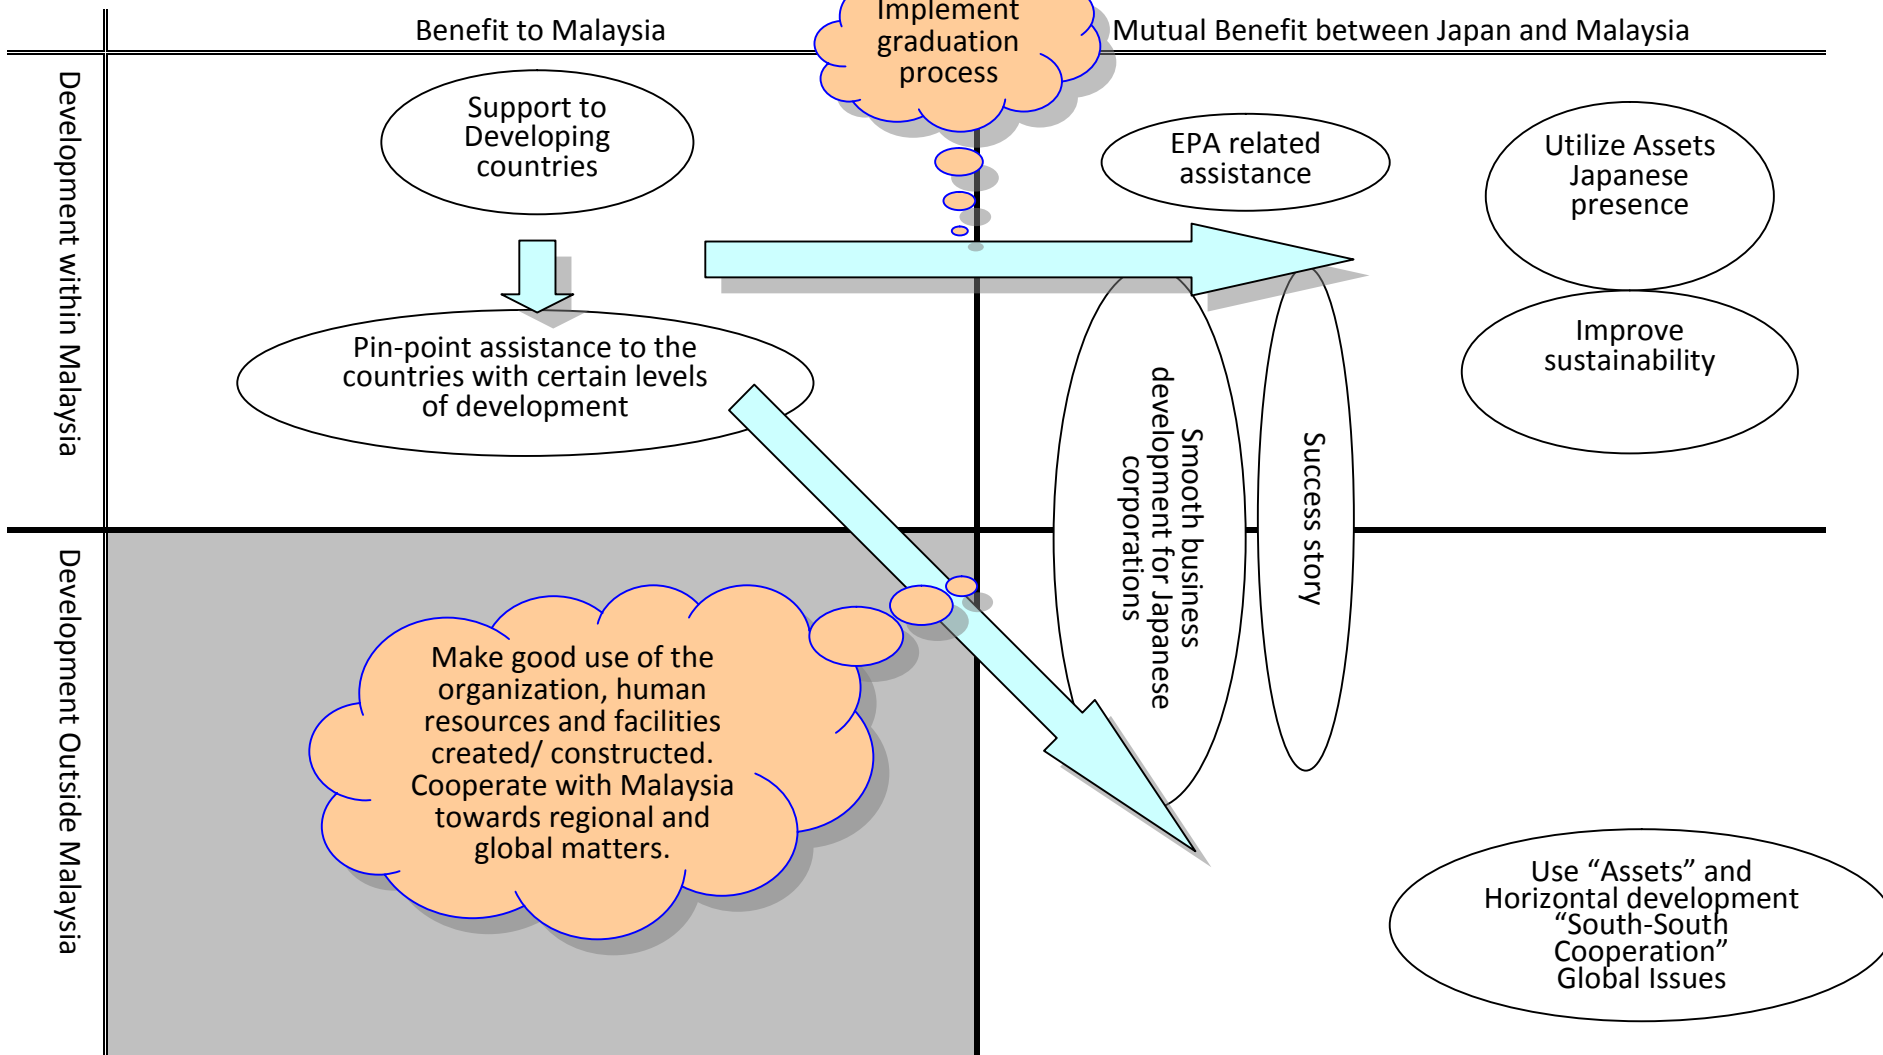 Benefit to Malaysia
Implement
graduation
process
Mutual Benefit between Japan and Malaysia
Development within Malaysia
Support to
Developing
countries
EPA related
assistance
Utilize Assets
Japanese
presence
Pin-point assistance to the
countries with certain levels
of development
Improve
sustainability
Smooth business
development for Japanese
corporations
Success story
Development Outside Malaysia
Make good use of the
organization, human
resources and facilities
created/ constructed.
Cooperate with Malaysia
towards regional and
global matters.
Use “Assets” and
Horizontal development
“South-South
Cooperation”
Global Issues